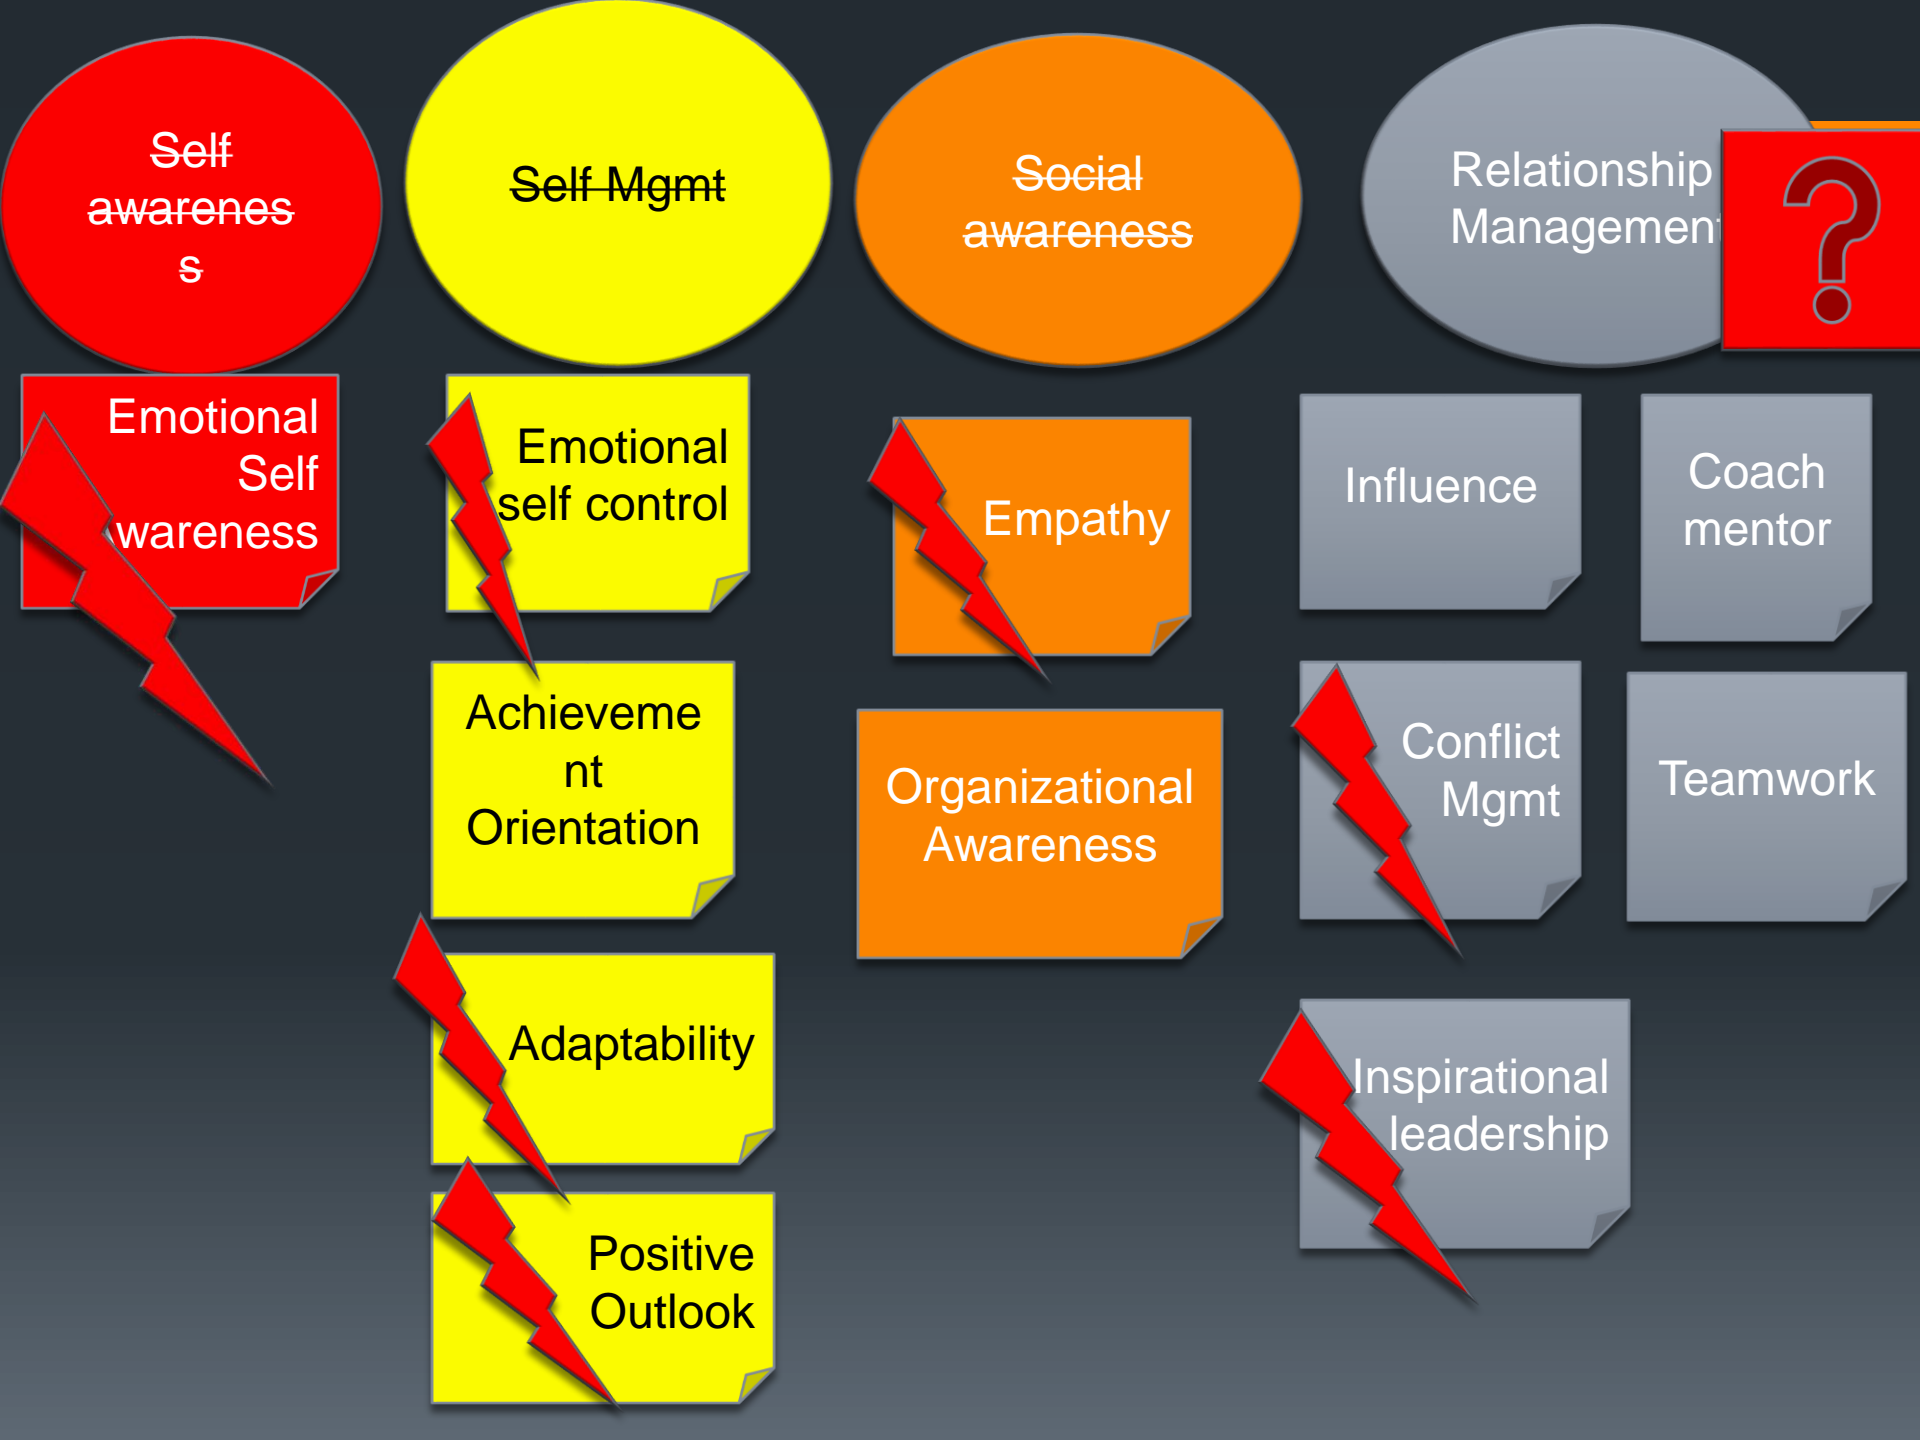 Self
awarenes
s
Self Mgmt
Social
awareness
Relationship
Management
?
Emotional
Self
wareness
Emotional
self control
Achieveme
nt
Orientation
Adaptability
Positive
Outlook
Empathy
Organizational
Awareness
Influence
Coach
mentor
Conflict
Mgmt
Teamwork
Inspirational
leadership